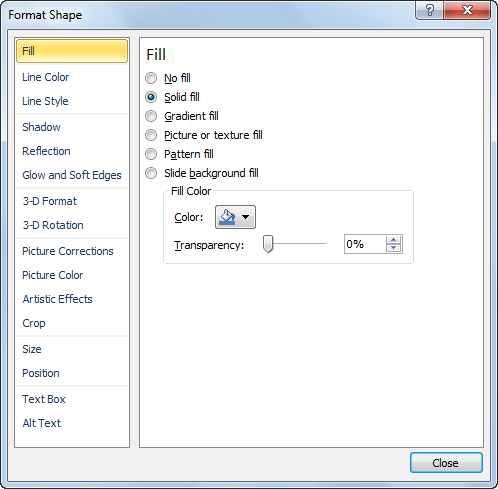 Format Shape
Fill
Line Color
Line Style
Shadow
Reflection
Glow and Soft Edges
3-D Format
3-D Rotation
Picture Corrections
Picture Color
Artistic Effects
Crop
Size
Position
Text Box
Alt Text
Fill
No fill
Solid fill
Gradient fill
Picture or texture fill
Pattern fill
Slide background fill
Fill Color
Color:
Transparency: 0%
Close